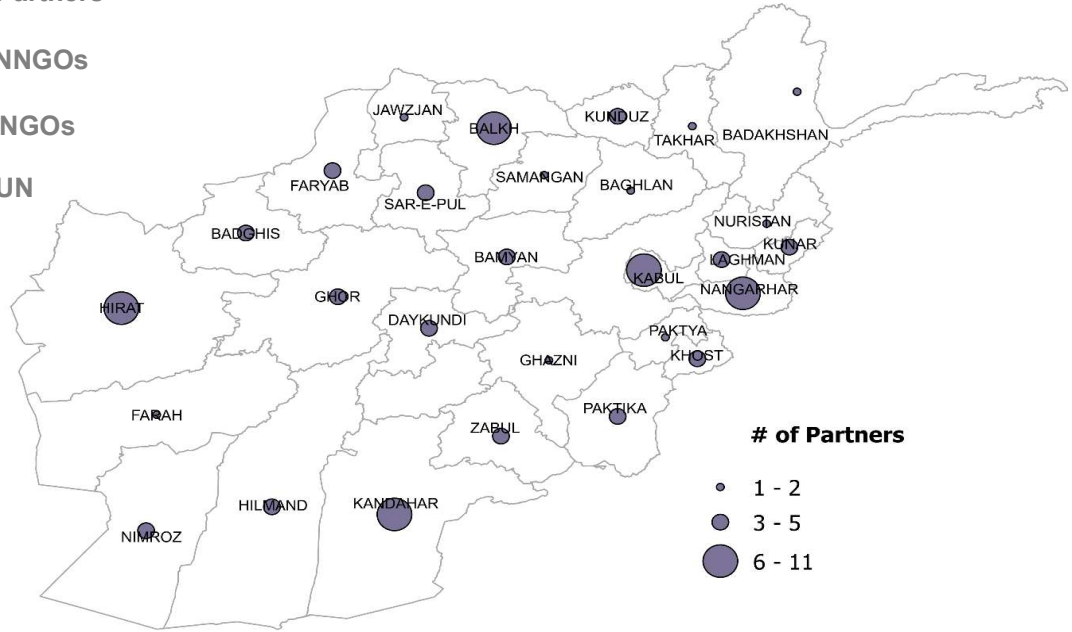 Partners
NNGOs
NGOs
UN
JAWZJAN
BALKH
KUNDUZ
TAKHAR
BADAKHSHAN
FARYAB
SAR-E-PUL
SAMANGAN
BAGHLAN
BADGHIS
BAMYAN
NURISTAN
KUNAR
LAGHMAN
KABUL
NANGARHAR
HIRAT
GHOR
DAYKUNDI
PAKTYA
GHAZNI
KHOST
FARAH
ZABUL
PAKTIKA
# of Partners
1 - 2
3 - 5
6 - 11
HILMAND
KANDAHAR
NIMROZ